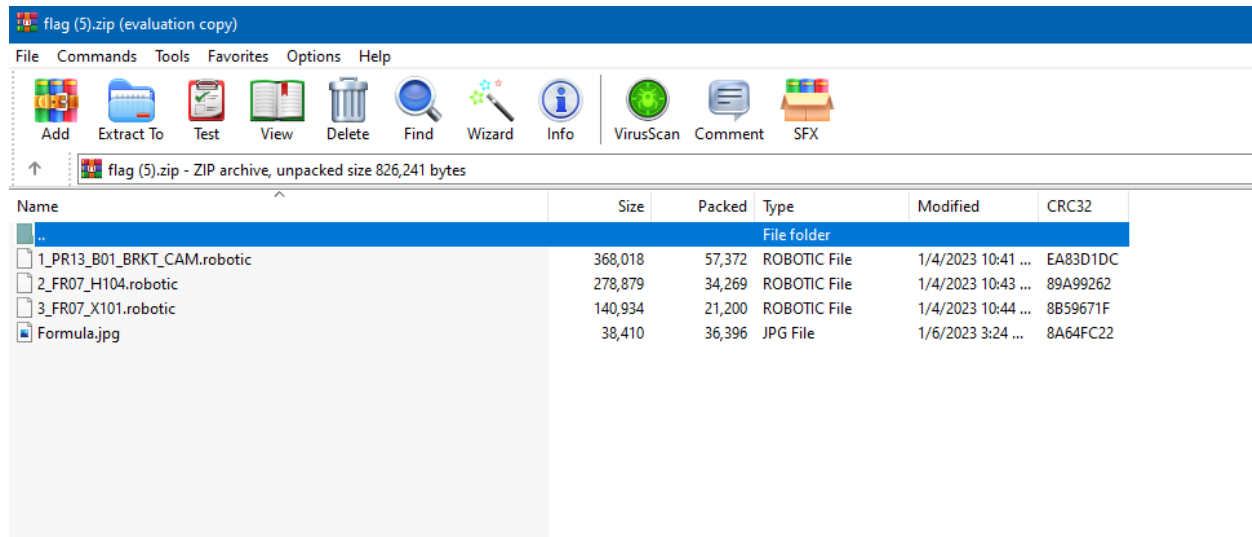 flag (5).zip (evaluation copy)
File Commands Tools Favorites Options Help
Add Extract To Test View Delete Find Wizard Info VirusScan Comment SFX
flag (5).zip - ZIP archive, unpacked size 826,241 bytes
Name Size Packed Type Modified CRC32
.. File folder
1_PR13_B01_BRKT_CAM.robotic 368,018 57,372 ROBOTIC File 1/4/2023 10:41 ... EA83D1DC
2_FR07_H104.robotic 278,879 34,269 ROBOTIC File 1/4/2023 10:43 ... 89A99262
3_FR07_X101.robotic 140,934 21,200 ROBOTIC File 1/4/2023 10:44 ... 8B59671F
Formula.jpg 38,410 36,396 JPG File 1/6/2023 3:24 ... 8A64FC22